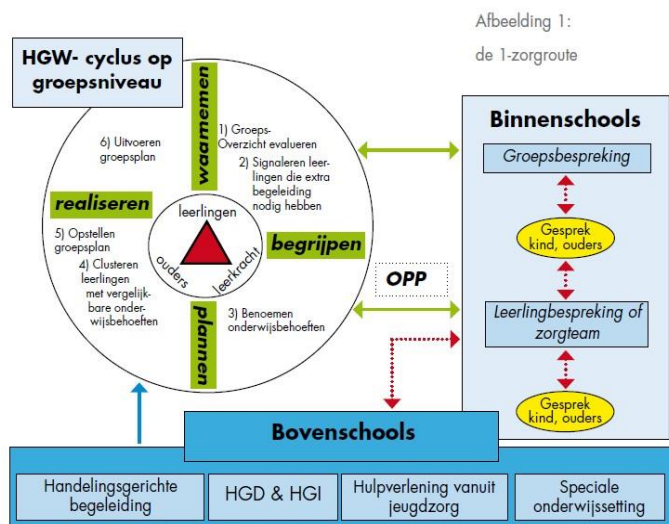 Afbeelding 1:
de 1-zorgroute
HGW- cyclus op
groepsniveau
waarnemen
1) Groeps-
Overzicht evalueren
2) Signaleren leer-
lingen die extra
begeleiding
nodig hebben
begrijpen
3) Benoemen
onderwijsbehoeften
plannen
4) Clusteren
leerlingen
met vergelijk-
bare onder-
wijsbehoeften
5) Opstellen
groepsplan
realiseren
6) Uitvoeren
groepsplan
leerlingen
ouders
leerkracht
OPP
Binnenschools
Groepsbespreking
Gesprek
kind, ouders
Leerlingbespreking of
zorgteam
Gesprek
kind, ouders
Bovenschools
Handelingsgerichte
begeleiding
HGD & HGI
Hulpverlening vanuit
jeugdzorg
Speciale
onderwijssetting